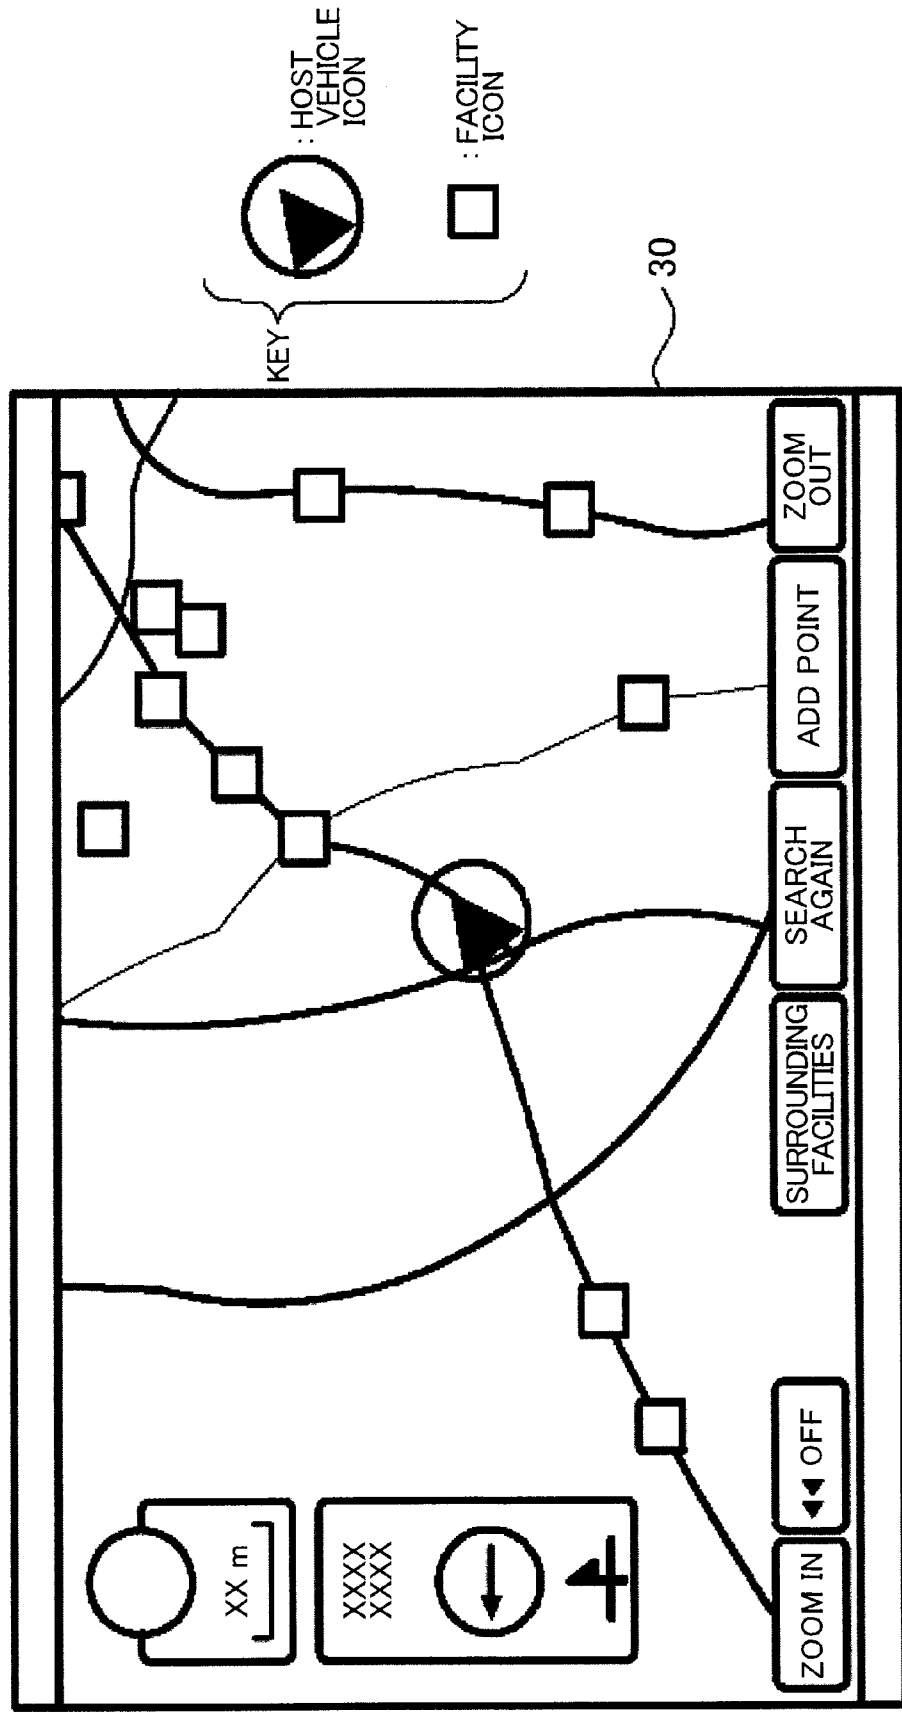 XX m
XXXX
XXXX
ZOOM IN
◀◀ OFF
SURROUNDING
FACILITIES
SEARCH
AGAIN
ADD POINT
ZOOM
OUT
30
KEY
: HOST
VEHICLE
ICON
: FACILITY
ICON